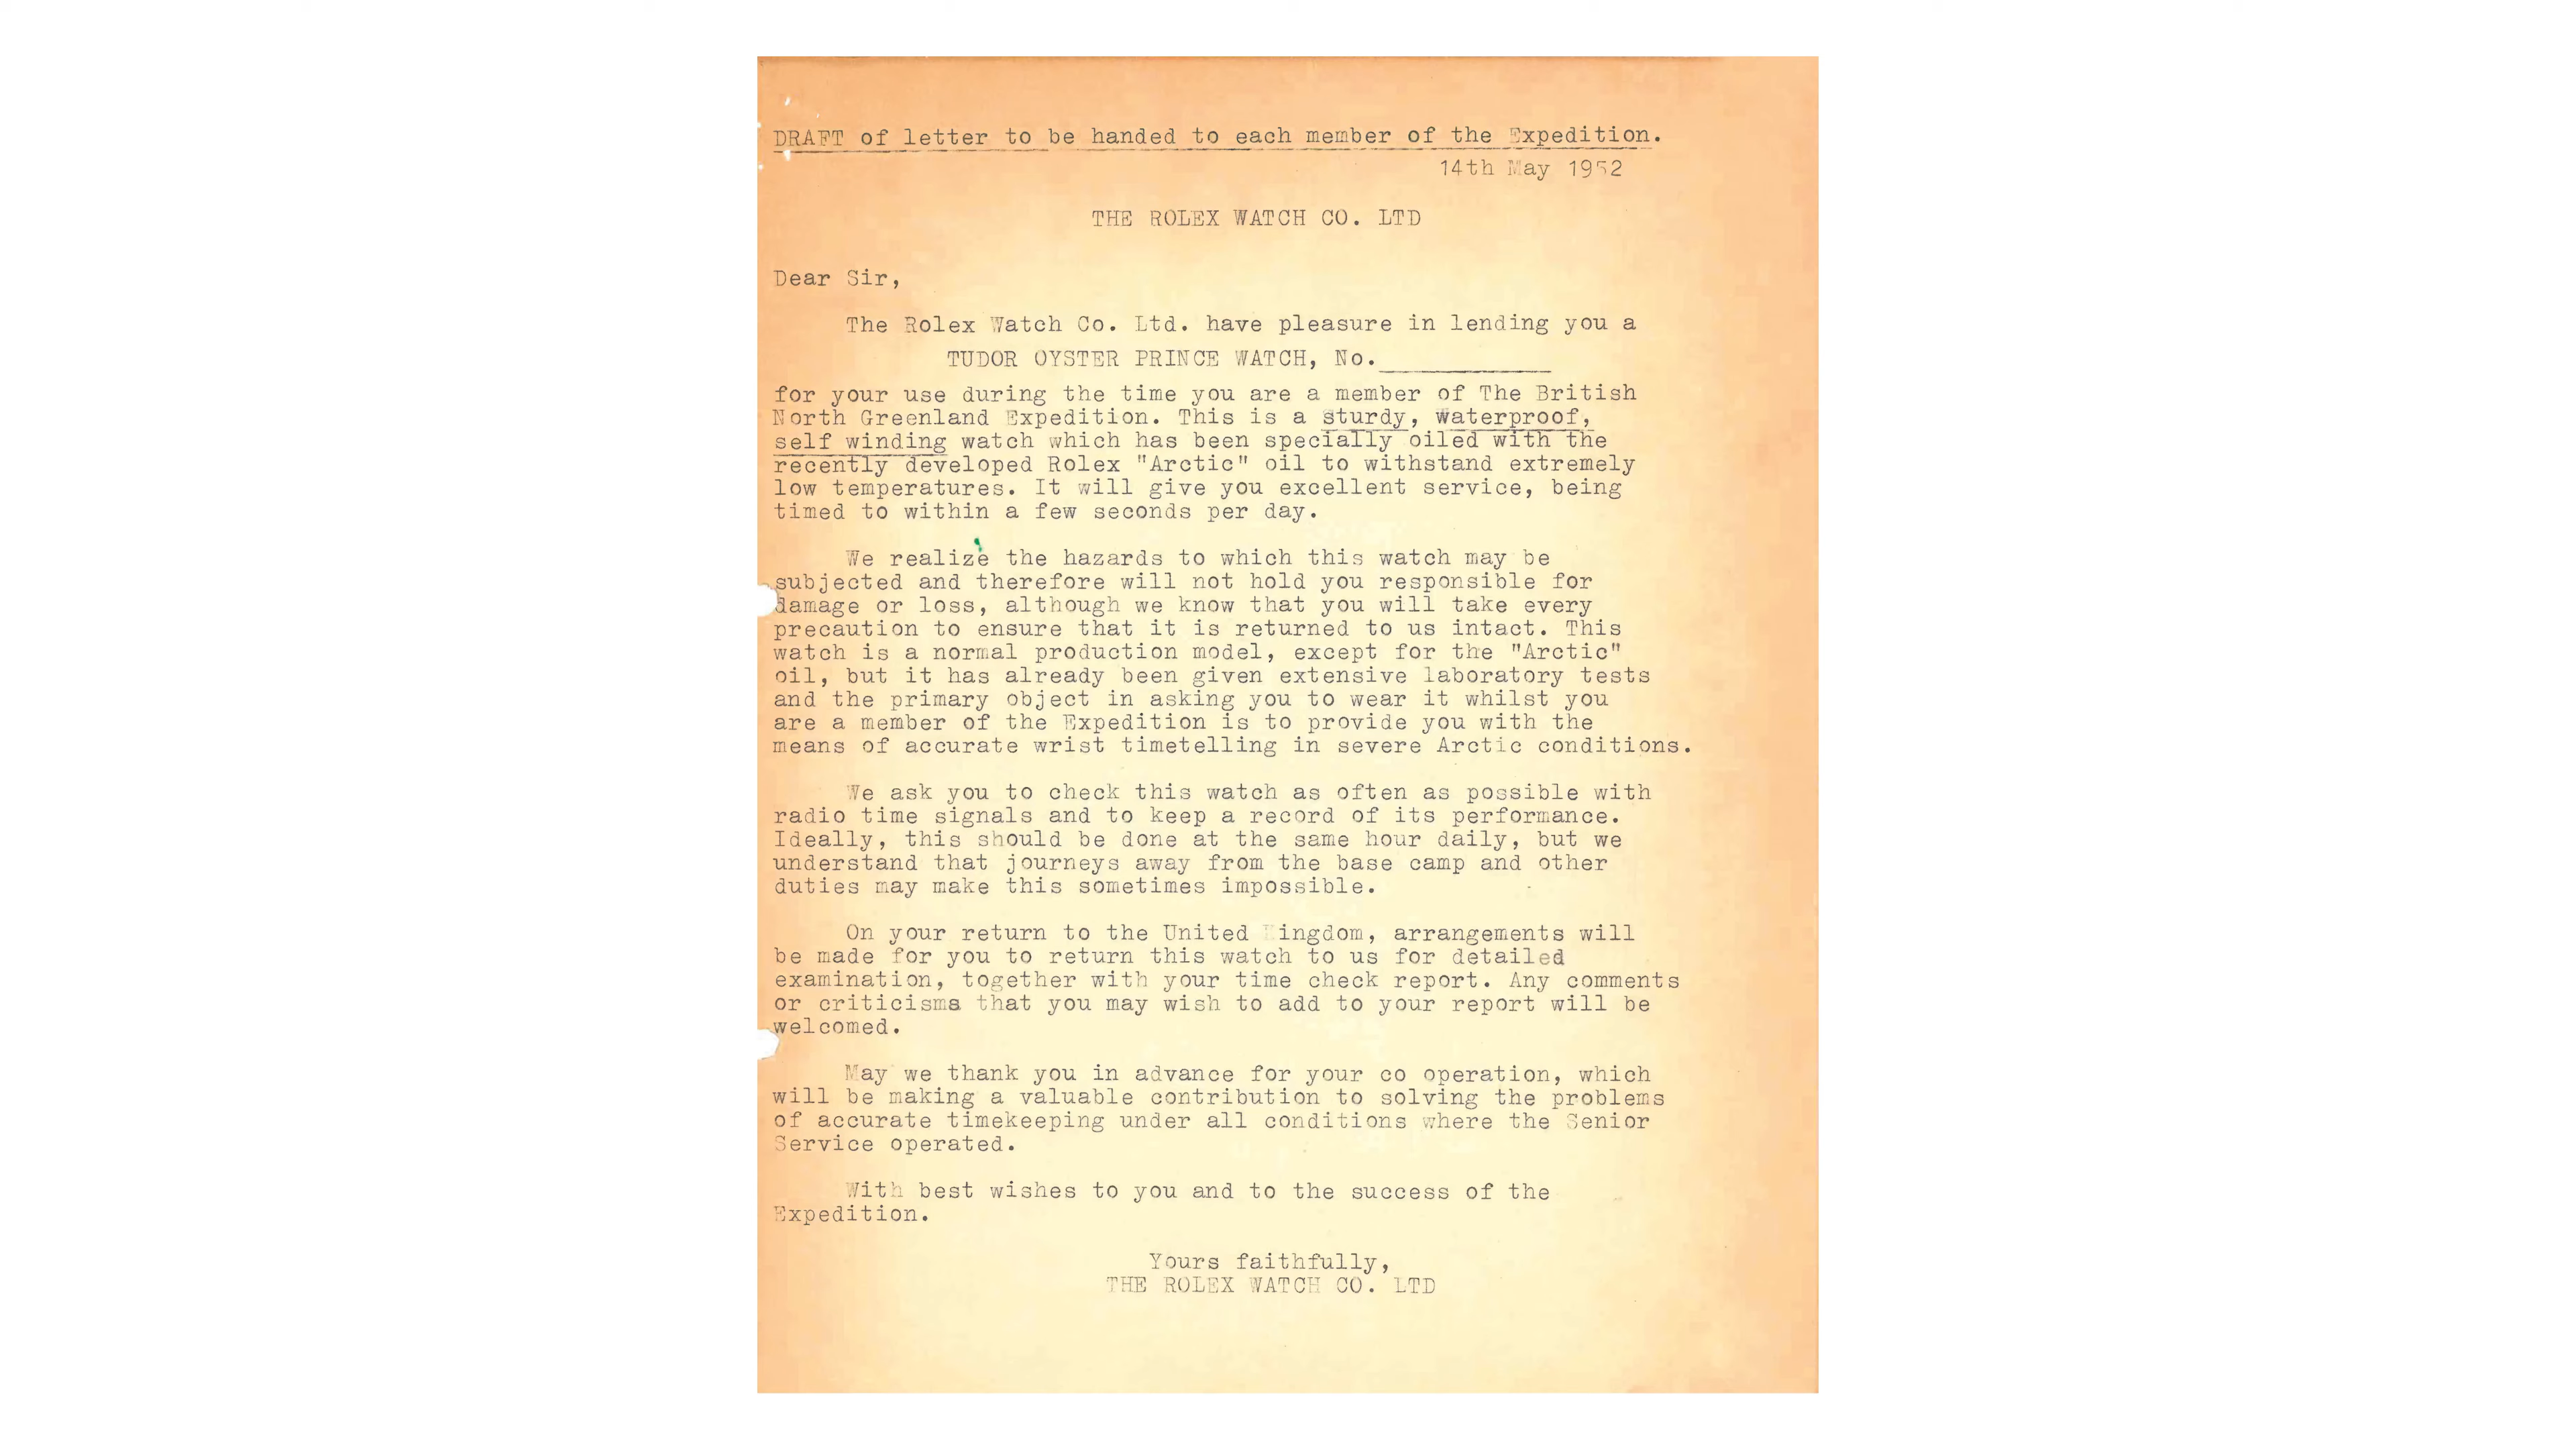 DRAFT of letter to be handed to each member of the Expedition.
14th May 1952
THE ROLEX WATCH CO. LTD
Dear Sir,
The Rolex Watch Co. Ltd. have pleasure in lending you a
TUDOR OYSTER PRINCE WATCH, No.____________
for your use during the time you are a member of The British
North Greenland Expedition. This is a sturdy, waterproof,
self winding watch which has been specially oiled with the
recently developed Rolex "Arctic" oil to withstand extremely
low temperatures. It will give you excellent service, being
timed to within a few seconds per day.
We realize the hazards to which this watch may be
subjected and therefore will not hold you responsible for
damage or loss, although we know that you will take every
precaution to ensure that it is returned to us intact. This
watch is a normal production model, except for the "Arctic"
oil, but it has already been given extensive laboratory tests
and the primary object in asking you to wear it whilst you
are a member of the Expedition is to provide you with the
means of accurate wrist timetelling in severe Arctic conditions.
We ask you to check this watch as often as possible with
radio time signals and to keep a record of its performance.
Ideally, this should be done at the same hour daily, but we
understand that journeys away from the base camp and other
duties may make this sometimes impossible.
On your return to the United Kingdom, arrangements will
be made for you to return this watch to us for detailed
examination, together with your time check report. Any comments
or criticisms that you may wish to add to your report will be
welcomed.
May we thank you in advance for your co operation, which
will be making a valuable contribution to solving the problems
of accurate timekeeping under all conditions where the Senior
Service operated.
With best wishes to you and to the success of the
Expedition.
Yours faithfully,
THE ROLEX WATCH CO. LTD